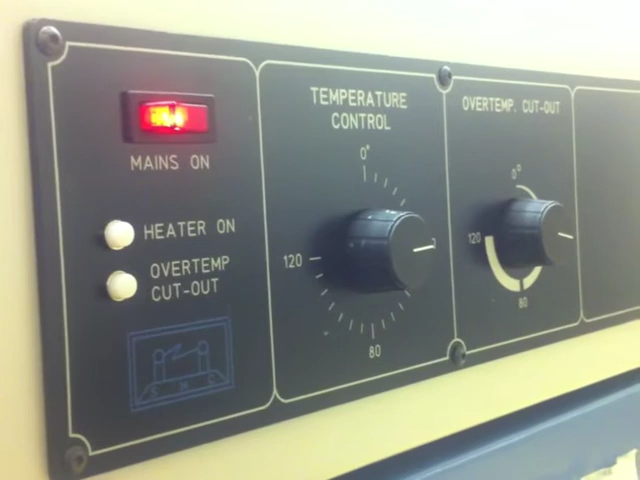 MAINS ON
HEATER ON
OVERTEMP
CUT-OUT
TEMPERATURE
CONTROL
0°
120
80
OVERTEMP. CUT-OUT
0°
120
80